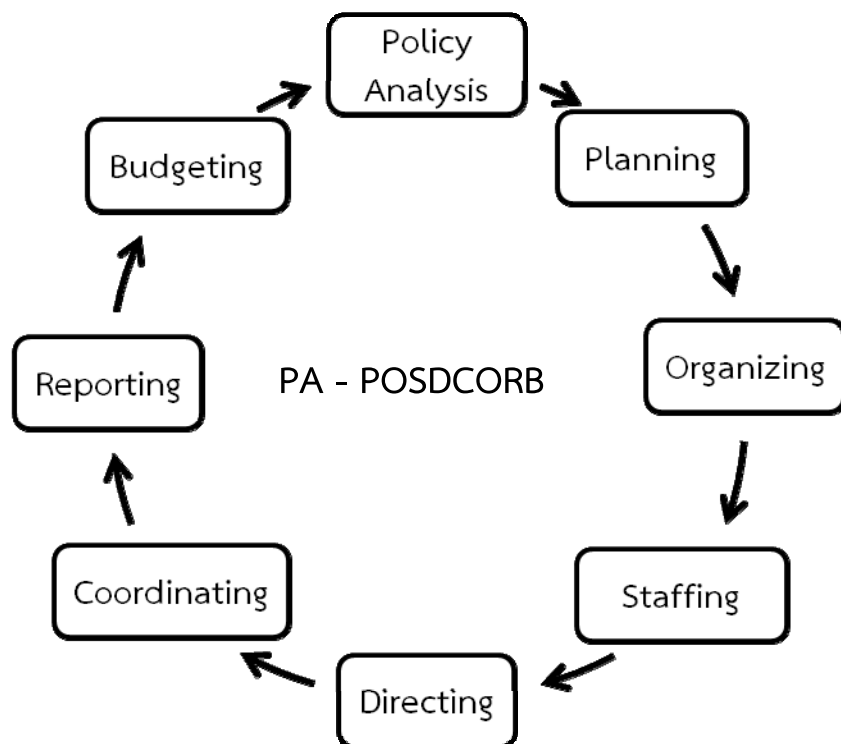 Policy
Analysis
Planning
Organizing
Staffing
Directing
Coordinating
Reporting
Budgeting
PA - POSDCORB